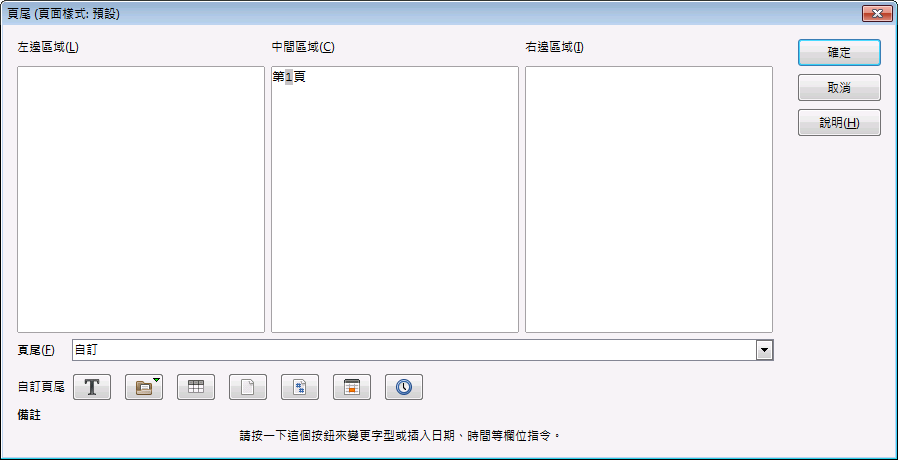 頁尾 (頁面樣式: 預設)
左邊區域(L)
中間區域(C)
右邊區域(I)
第1頁
確定
取消
說明(H)
頁尾(F)
自訂
自訂頁尾
T
備註
請按一下這個按鈕來變更字型或插入日期、時間等欄位指令。